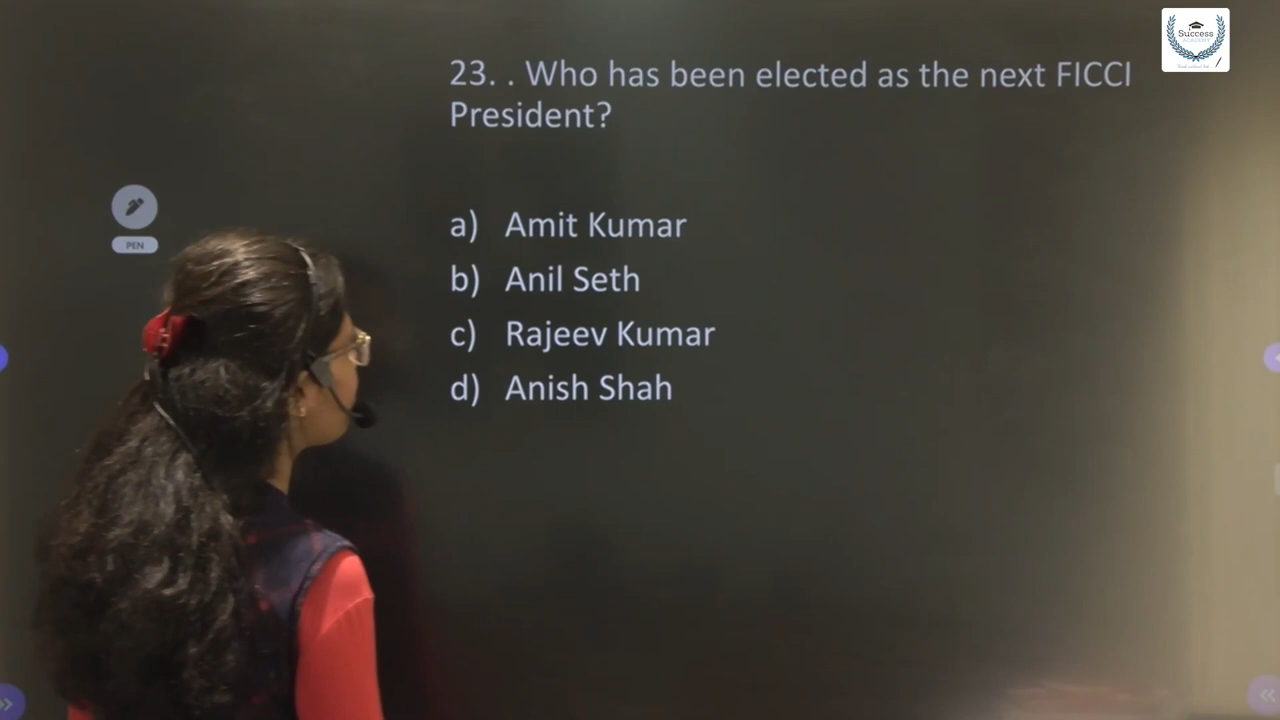 Success
ACADEMY
23. . Who has been elected as the next FICCI
President?
PEN
a) Amit Kumar
b) Anil Seth
c) Rajeev Kumar
d) Anish Shah